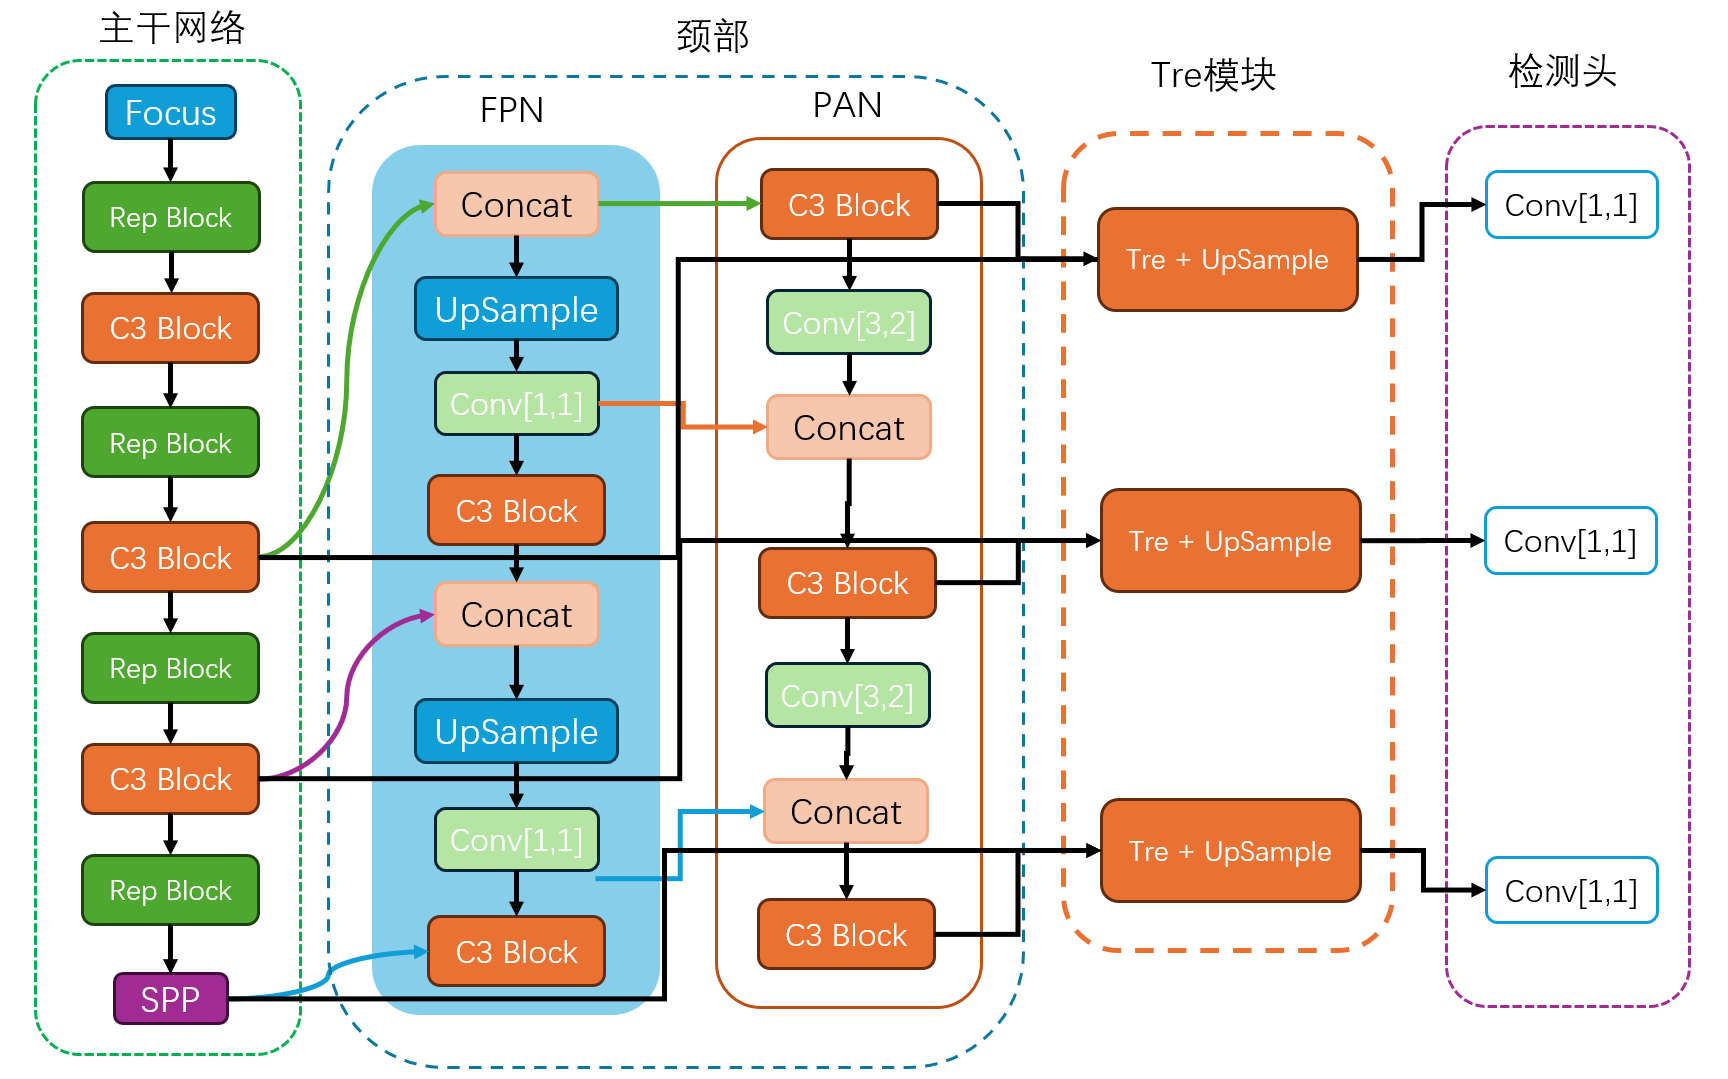 主干网络
Focus
Rep Block
C3 Block
Rep Block
C3 Block
Rep Block
C3 Block
Rep Block
SPP
颈部
FPN
Concat
UpSample
Conv[1,1]
C3 Block
Concat
UpSample
Conv[1,1]
C3 Block
PAN
C3 Block
Conv[3,2]
Concat
C3 Block
Conv[3,2]
Concat
C3 Block
Tre模块
Tre + UpSample
Tre + UpSample
Tre + UpSample
检测头
Conv[1,1]
Conv[1,1]
Conv[1,1]